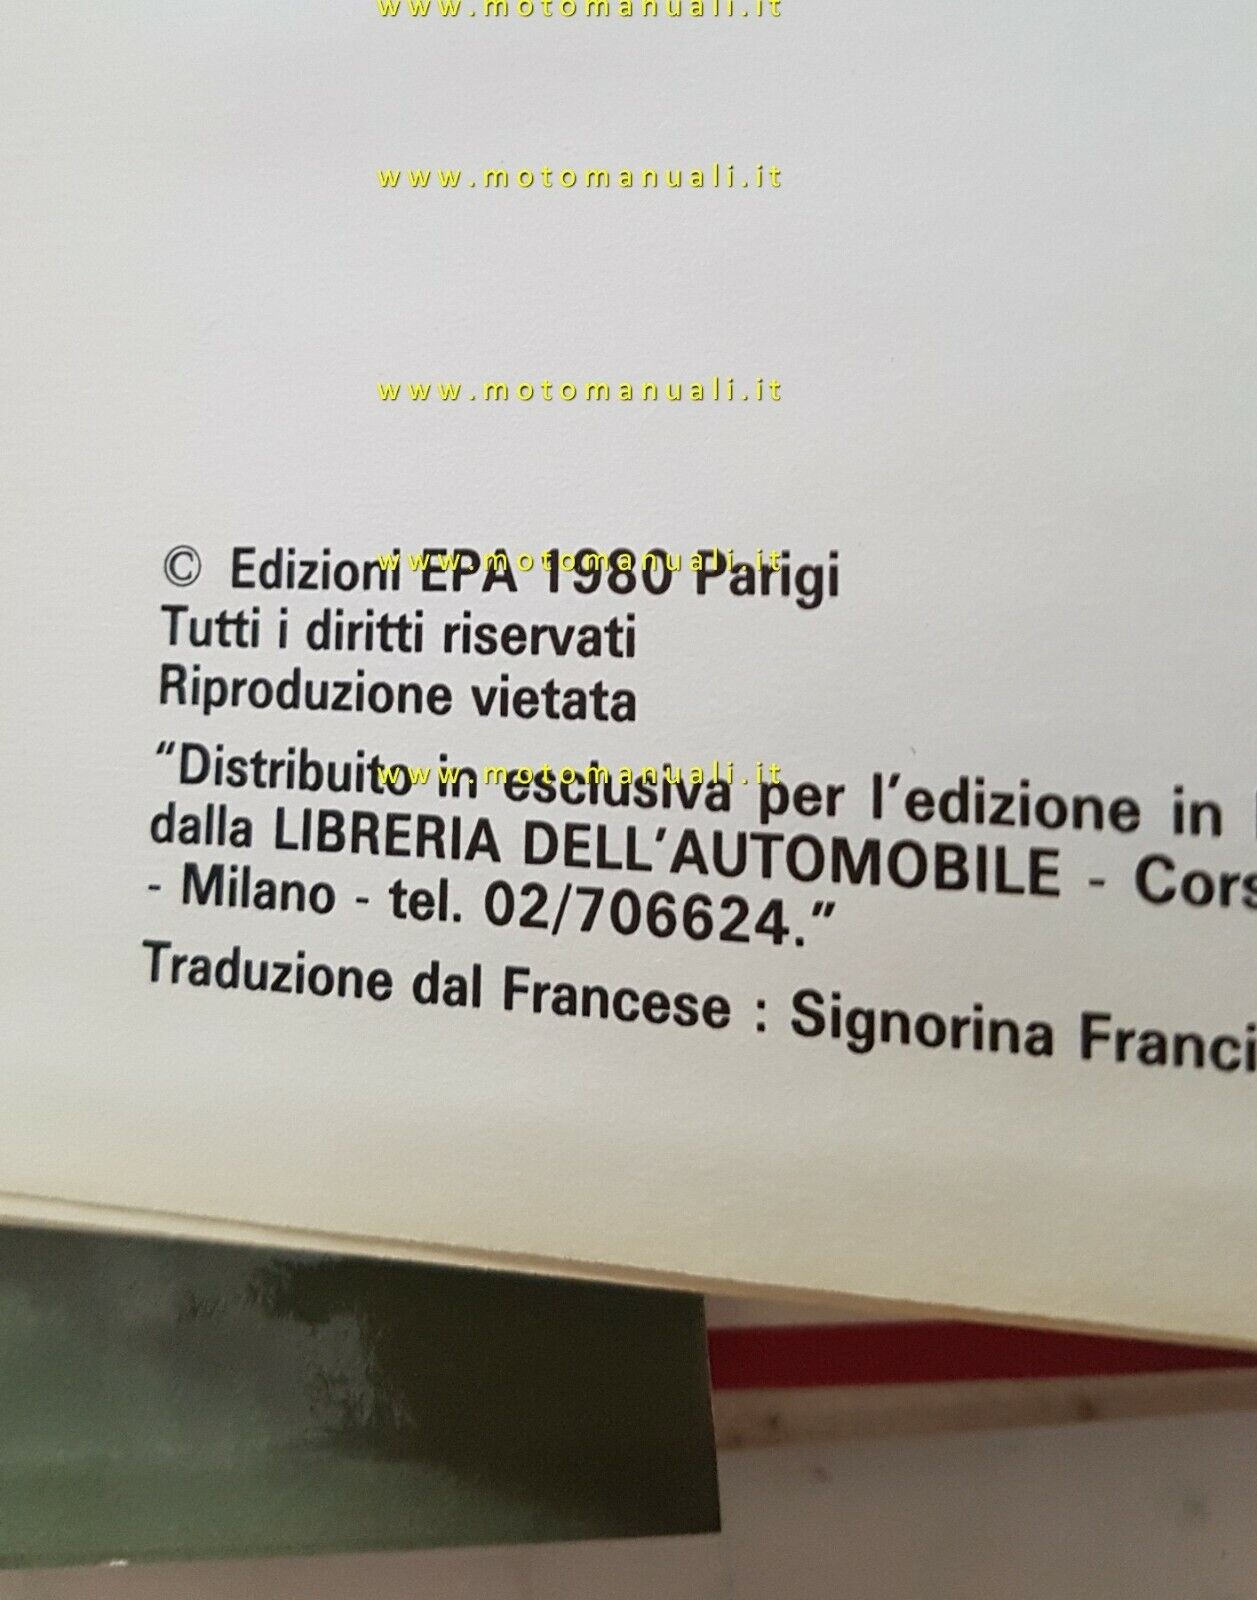 www.motomanuali.it
www.motomanuali.it
www.motomanuali.it
© Edizioni EPA 1980 Parigi
www.motomanuali.it
Tutti i diritti riservati
Riproduzione vietata
“Distribuito in esclusiva per l’edizione in
www.motomanuali.it
dalla LIBRERIA DELL’AUTOMOBILE - Cors
- Milano - tel. 02/706624.”
Traduzione dal Francese : Signorina Franci